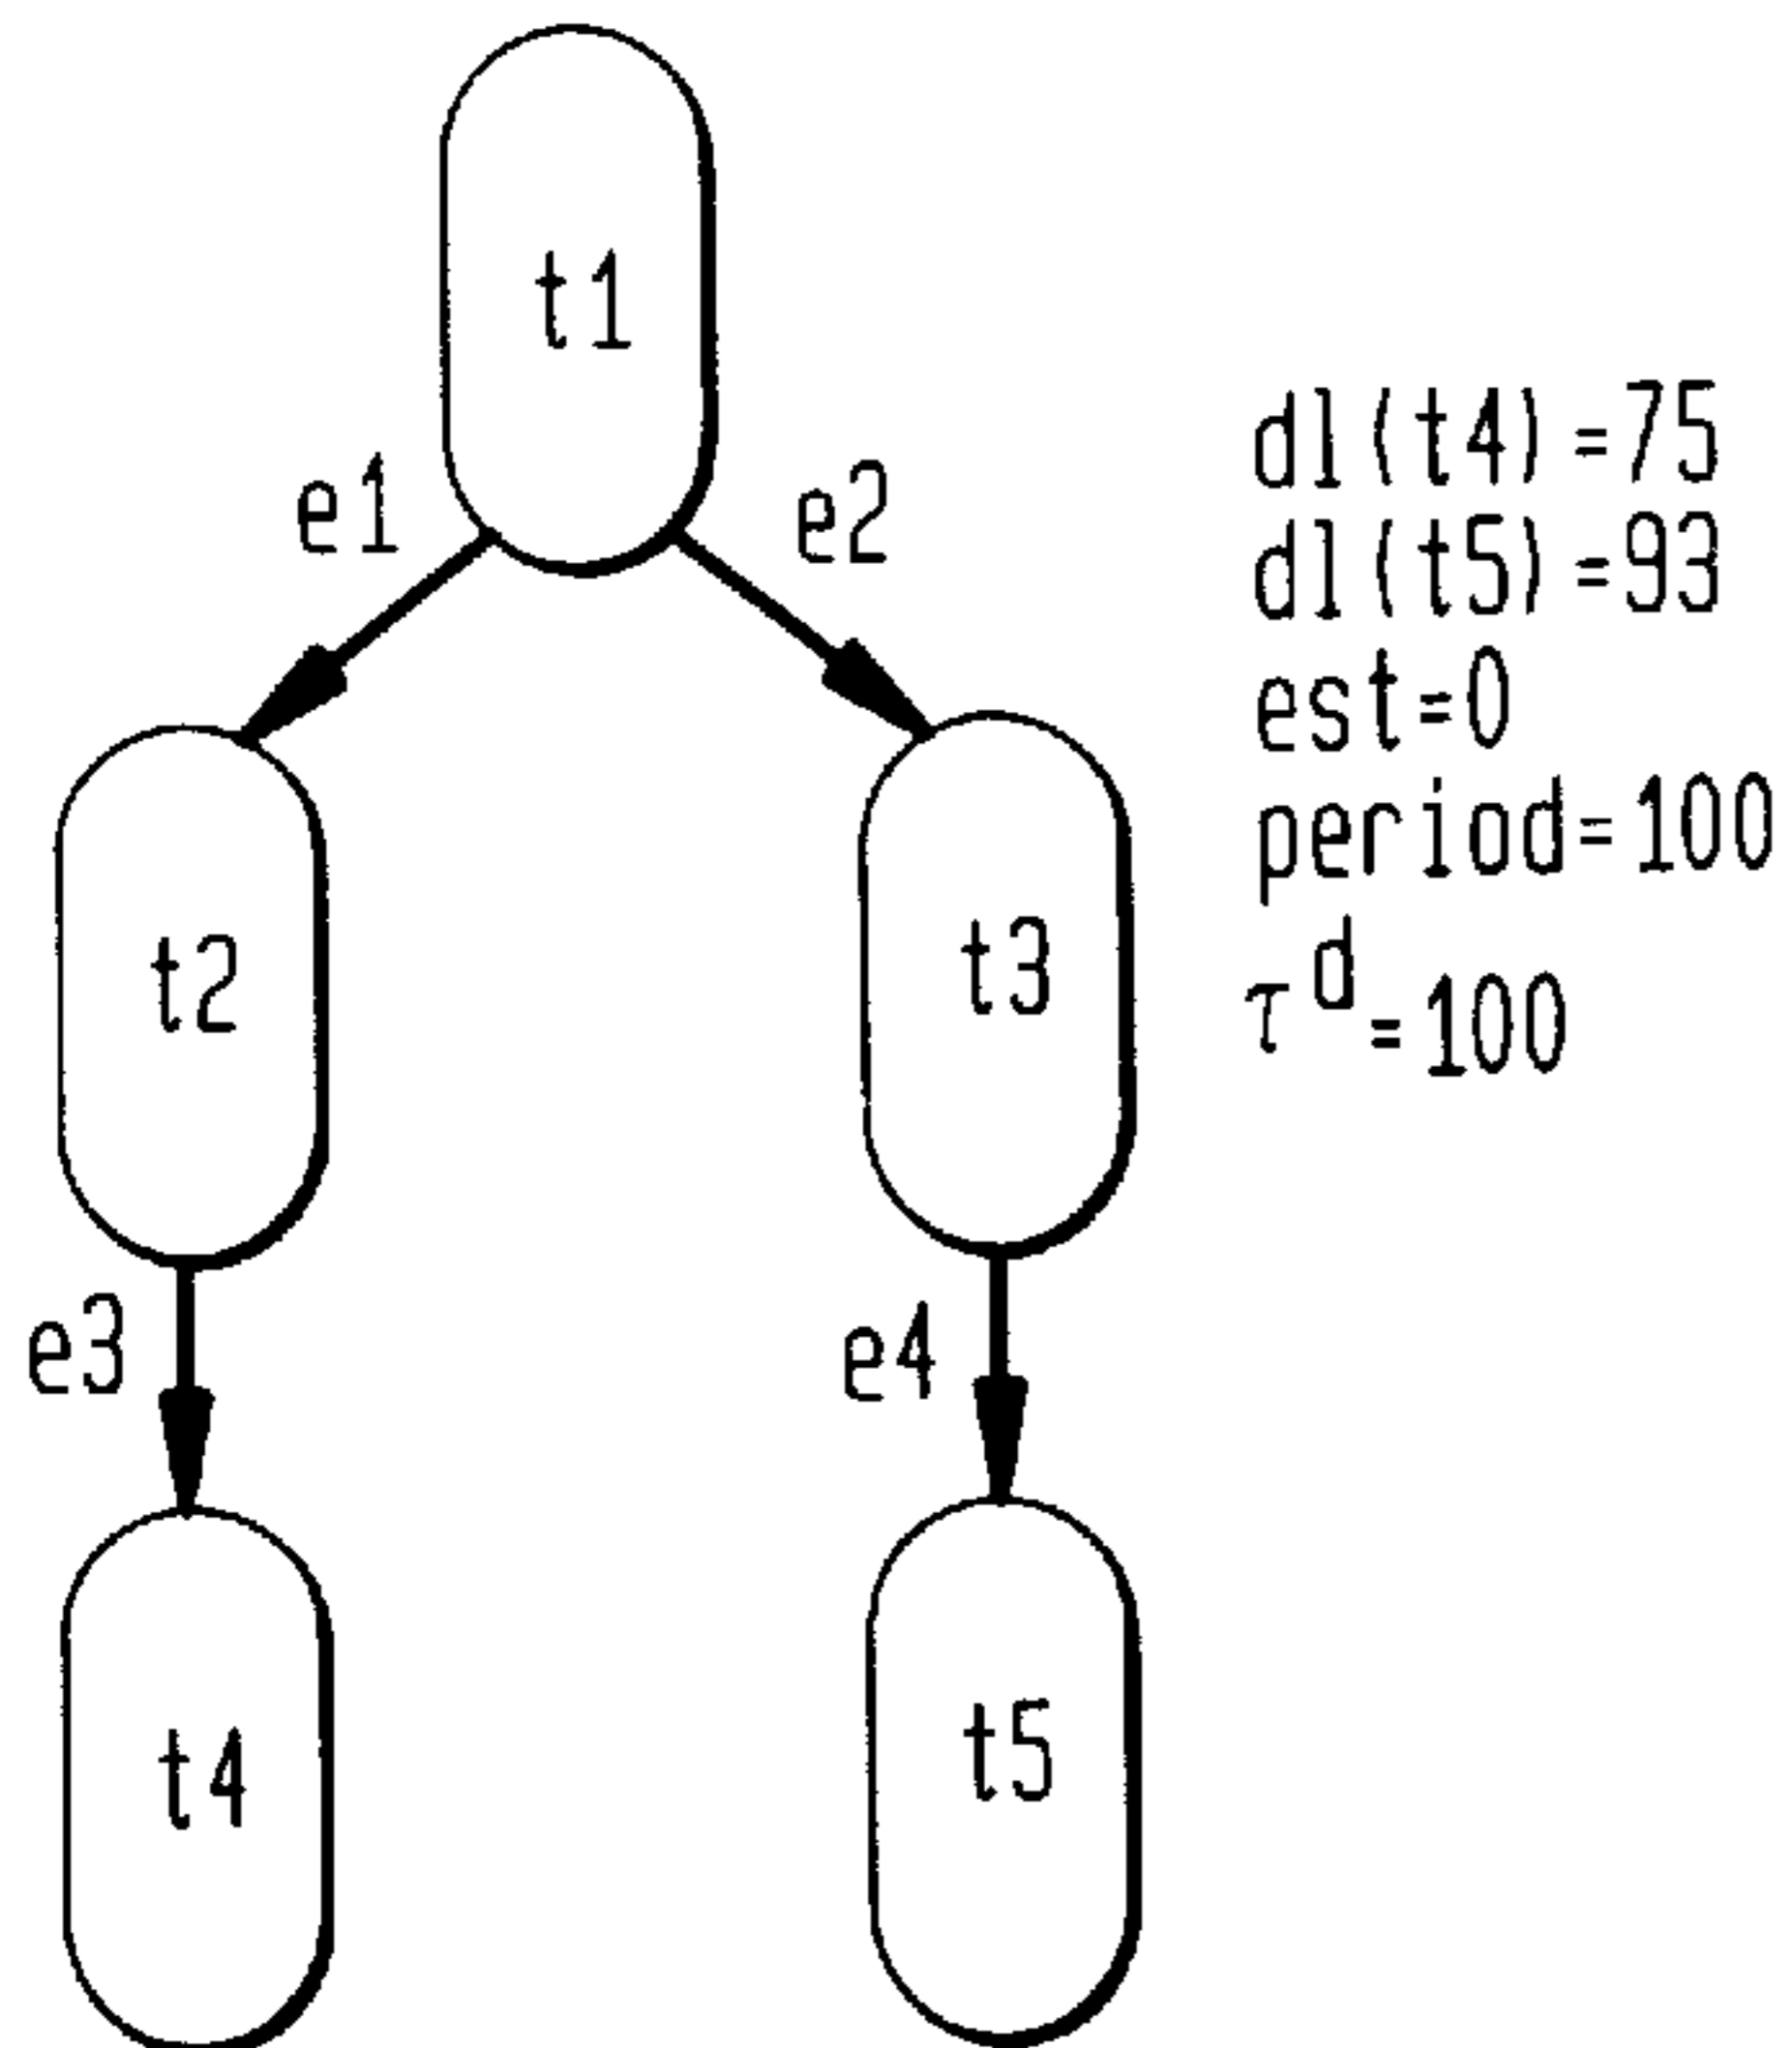 t1
e1
e2
dl(t4)=75
dl(t5)=93
est=0
period=100
τ^d=100
t2
t3
e3
e4
t4
t5